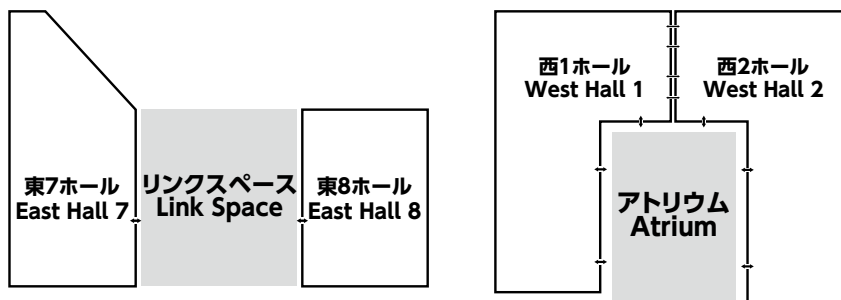 東7ホール
East Hall 7
リンクスペース
Link Space
東8ホール
East Hall 8
西1ホール
West Hall 1
西2ホール
West Hall 2
アトリウム
Atrium